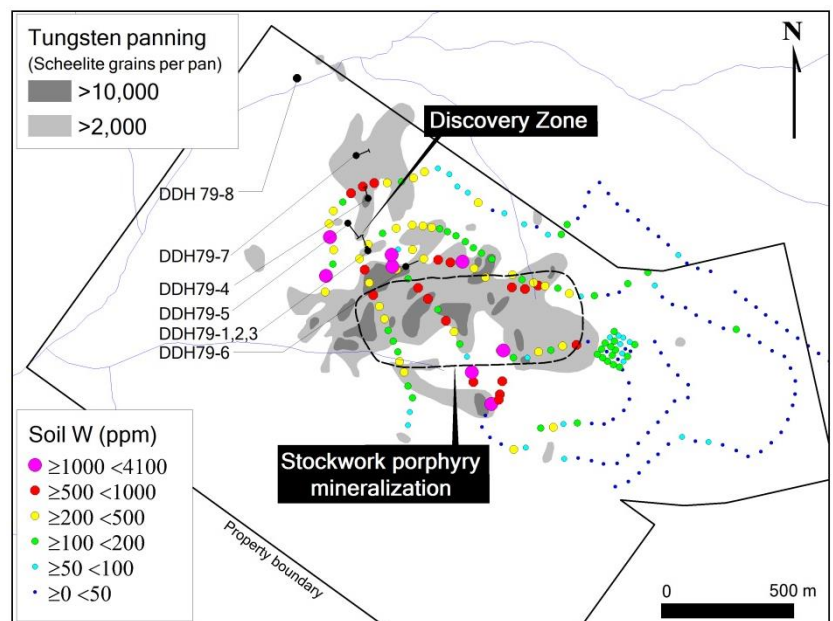 Tungsten panning
(Scheelite grains per pan)
>10,000
>2,000
N
Discovery Zone
DDH 79-8
DDH79-7
DDH79-4
DDH79-5
DDH79-1,2,3
DDH79-6
Stockwork porphyry
mineralization
Soil W (ppm)
≥1000 <4100
≥500 <1000
≥200 <500
≥100 <200
≥50 <100
≥0 <50
Property boundary
0 500 m